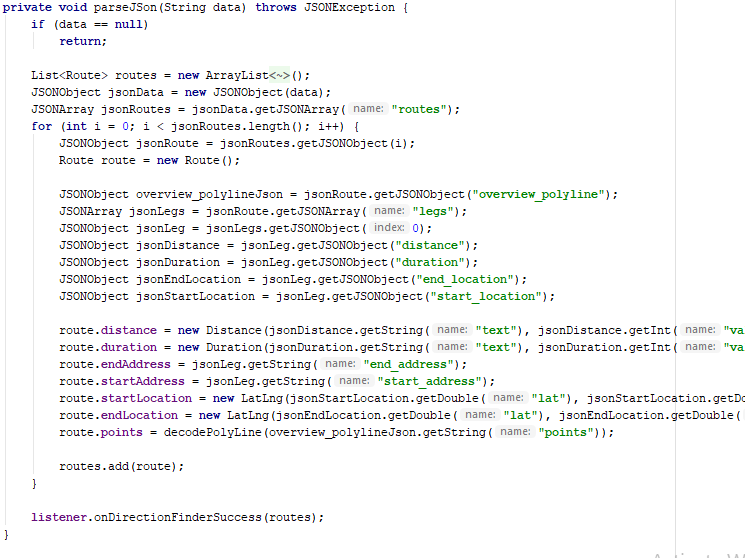 private void parseJSon(String data) throws JSONException {
if (data == null)
return;
List<Route> routes = new ArrayList<~>();
JSONObject jsonData = new JSONObject(data);
JSONArray jsonRoutes = jsonData.getJSONArray( name: "routes");
for (int i = 0; i < jsonRoutes.length(); i++) {
JSONObject jsonRoute = jsonRoutes.getJSONObject(i);
Route route = new Route();
JSONObject overview_polylineJson = jsonRoute.getJSONObject("overview_polyline");
JSONArray jsonLegs = jsonRoute.getJSONArray( name: "legs");
JSONObject jsonLeg = jsonLegs.getJSONObject( index: 0);
JSONObject jsonDistance = jsonLeg.getJSONObject("distance");
JSONObject jsonDuration = jsonLeg.getJSONObject("duration");
JSONObject jsonEndLocation = jsonLeg.getJSONObject("end_location");
JSONObject jsonStartLocation = jsonLeg.getJSONObject("start_location");
route.distance = new Distance(jsonDistance.getString( name: "text"), jsonDistance.getInt( name: "va
route.duration = new Duration(jsonDuration.getString( name: "text"), jsonDuration.getInt( name: "va
route.endAddress = jsonLeg.getString( name: "end_address");
route.startAddress = jsonLeg.getString( name: "start_address");
route.startLocation = new LatLng(jsonStartLocation.getDouble( name: "lat"), jsonStartLocation.getDo
route.endLocation = new LatLng(jsonEndLocation.getDouble( name: "lat"), jsonEndLocation.getDouble(
route.points = decodePolyLine(overview_polylineJson.getString( name: "points"));
routes.add(route);
}
listener.onDirectionFinderSuccess(routes);
}